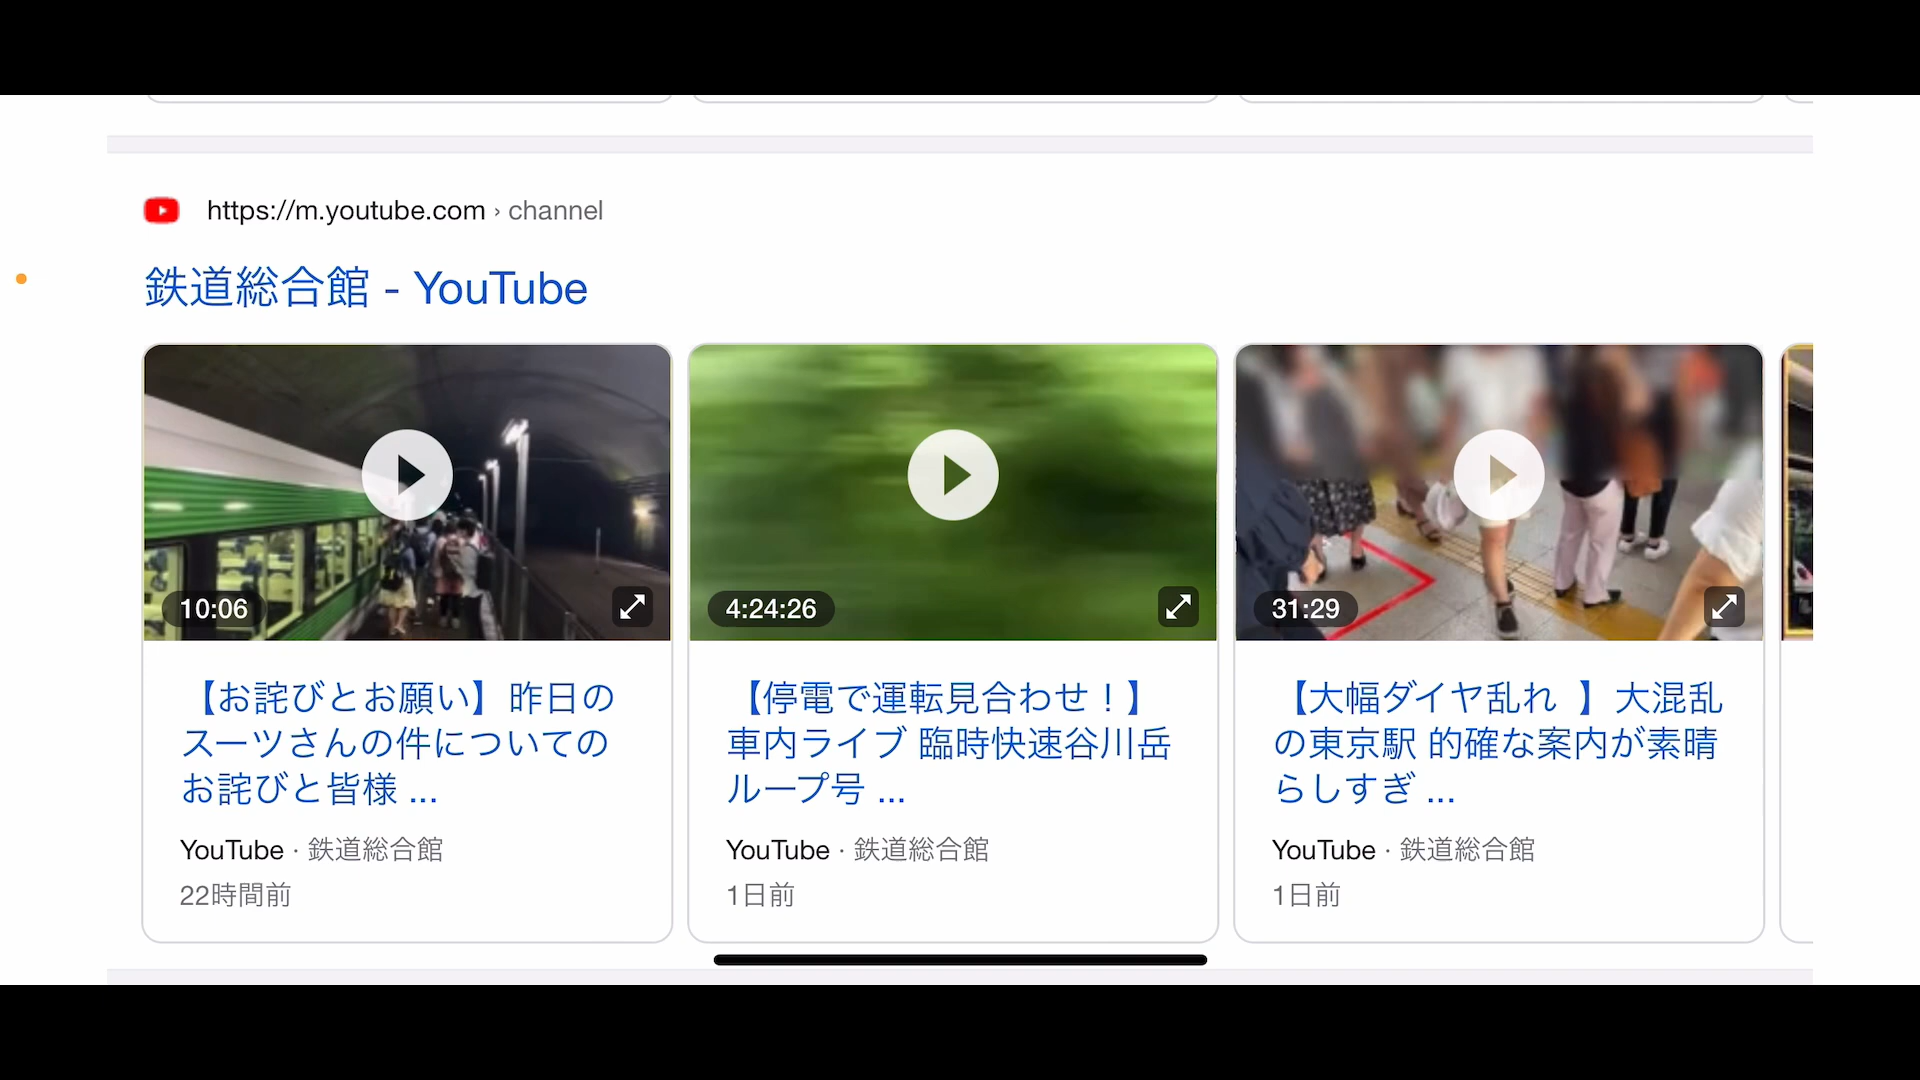 https://m.youtube.com › channel
鉄道総合館 - YouTube
10:06
4:24:26
31:29
【お詫びとお願い】昨日の
スーツさんの件についての
お詫びと皆様 ...
YouTube · 鉄道総合館
22時間前
【停電で運転見合わせ！】
車内ライブ 臨時快速谷川岳
ループ号 ...
YouTube · 鉄道総合館
1日前
【大幅ダイヤ乱れ 】大混乱
の東京駅 的確な案内が素晴
らしすぎ ...
YouTube · 鉄道総合館
1日前